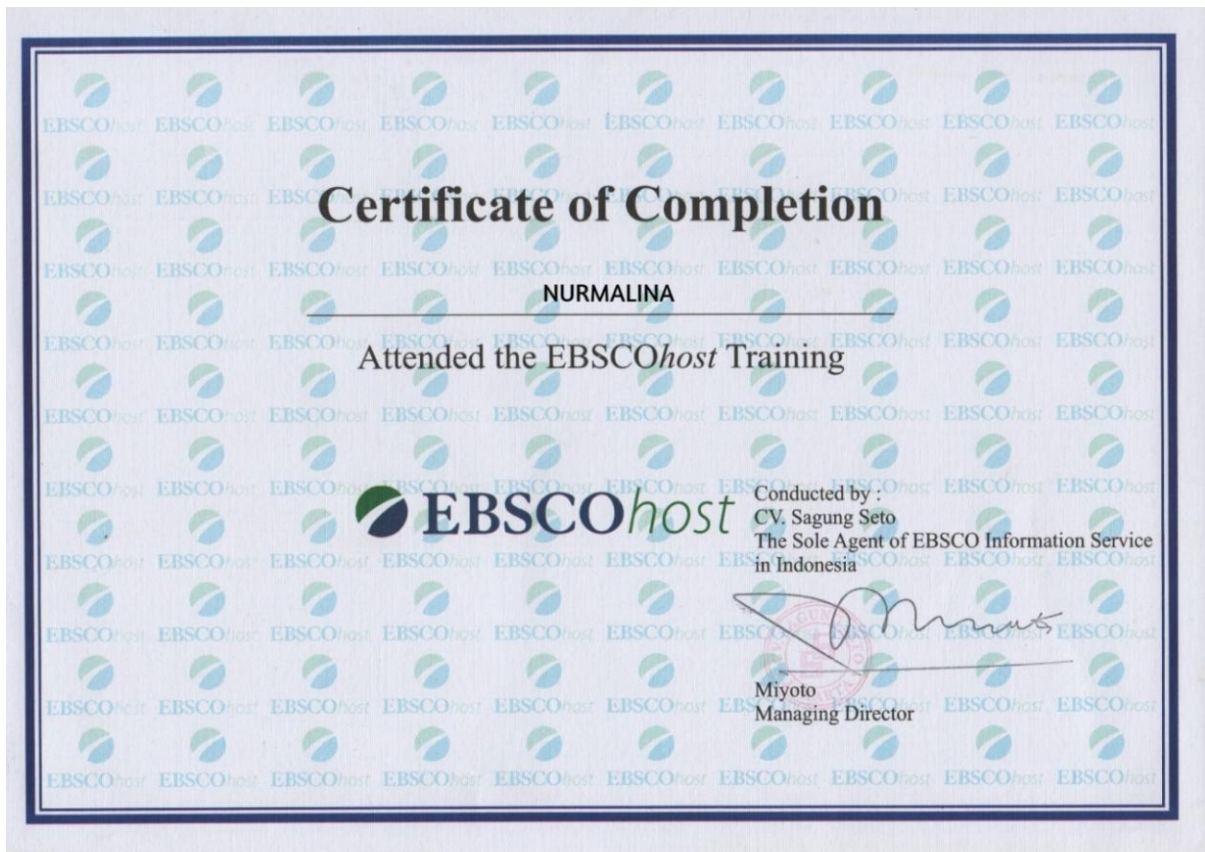 Certificate of Completion
NURMALINA
Attended the EBSCOhost Training
EBSCOhost
Conducted by :
CV. Sagung Seto
The Sole Agent of EBSCO Information Service
in Indonesia
Miyoto
Managing Director